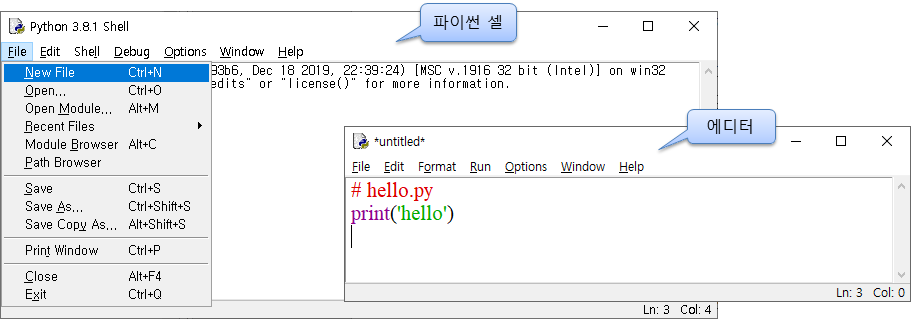 Python 3.8.1 Shell
파이썬 셸
File Edit Shell Debug Options Window Help
93b6, Dec 18 2019, 22:39:24) [MSC v.1916 32 bit (Intel)] on win32
edits" or "license()" for more information.
New File Ctrl+N
Open... Ctrl+O
Open Module... Alt+M
Recent Files
Module Browser Alt+C
Path Browser
Save Ctrl+S
Save As... Ctrl+Shift+S
Save Copy As... Alt+Shift+S
Print Window Ctrl+P
Close Alt+F4
Exit Ctrl+Q
Ln: 3 Col: 4
*untitled*
에디터
File Edit Format Run Options Window Help
# hello.py
print('hello')
Ln: 3 Col: 0